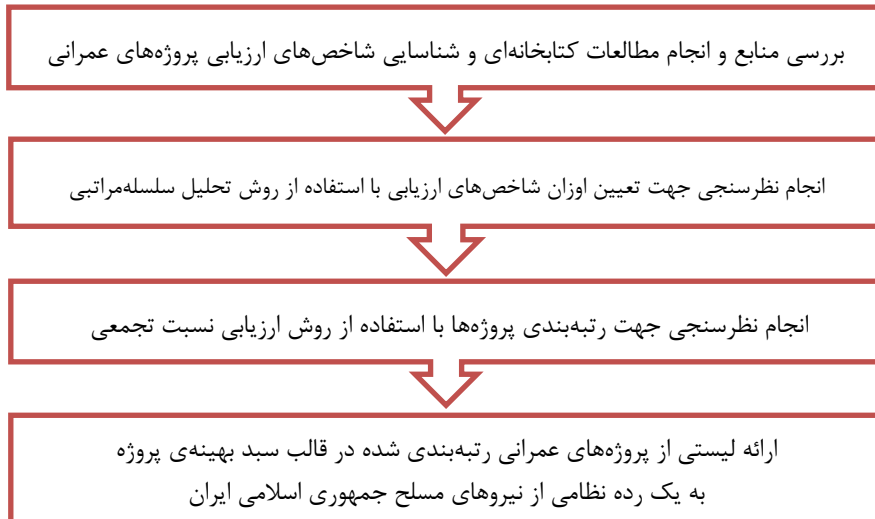 بررسی منابع و انجام مطالعات کتابخانه‌ای و شناسایی شاخص‌های ارزیابی پروژه‌های عمرانی
انجام نظرسنجی جهت تعیین اوزان شاخص‌های ارزیابی با استفاده از روش تحلیل سلسله‌مراتبی
انجام نظرسنجی جهت رتبه‌بندی پروژه‌ها با استفاده از روش ارزیابی نسبت تجمعی
ارائه لیستی از پروژه‌های عمرانی رتبه‌بندی شده در قالب سبد بهینه‌ی پروژه
به یک رده نظامی از نیروهای مسلح جمهوری اسلامی ایران